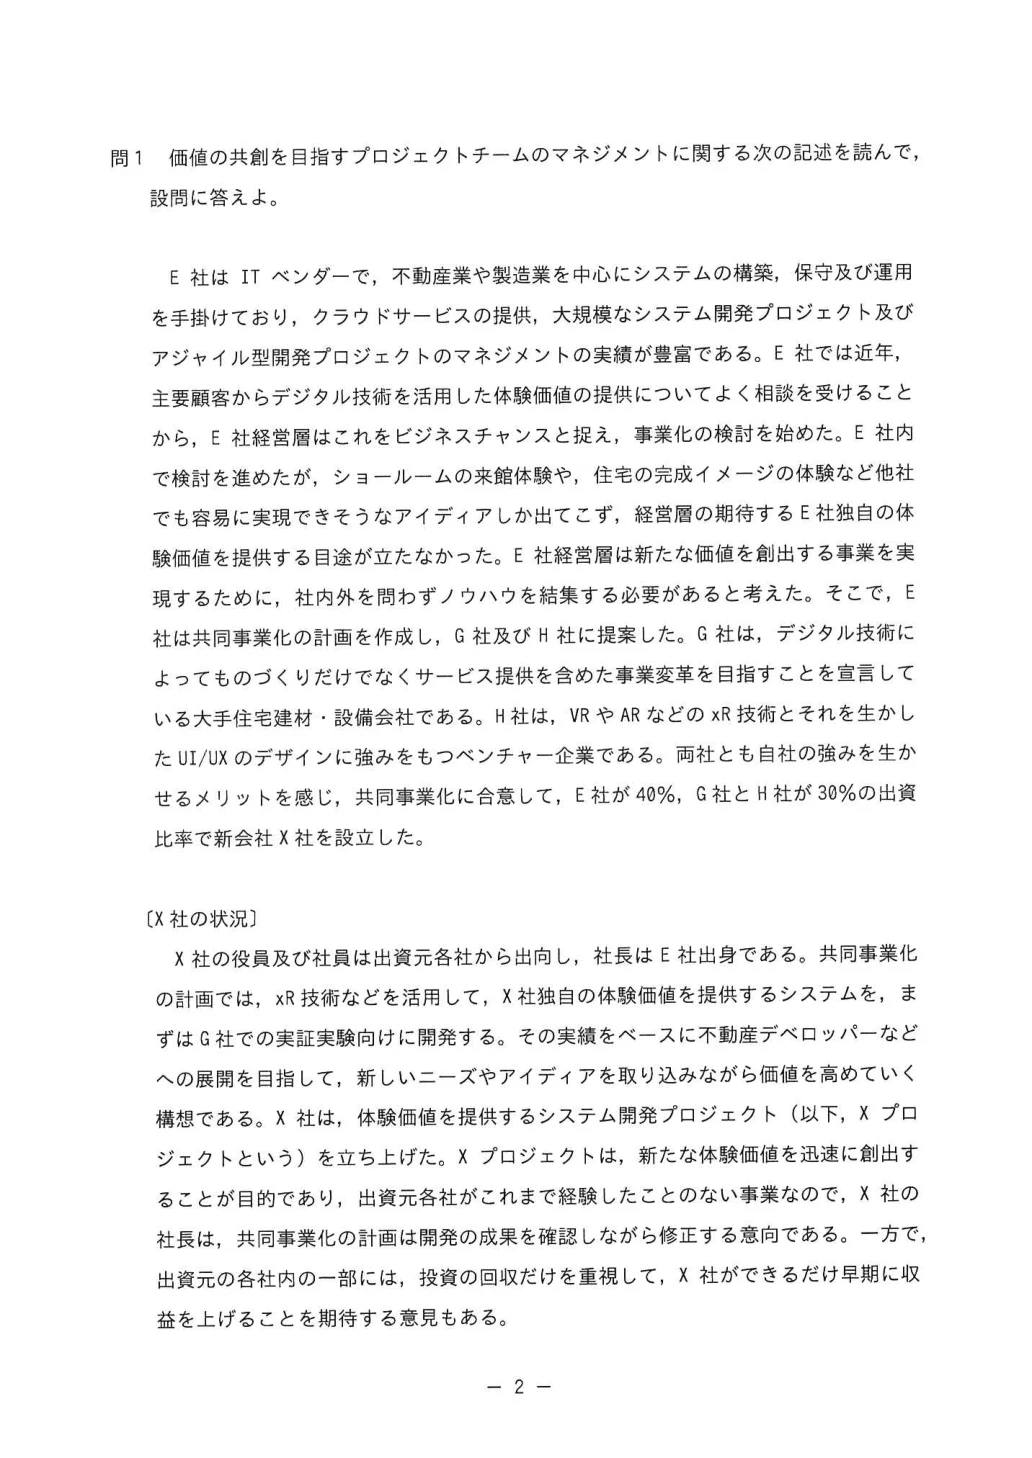 問1 価値の共創を目指すプロジェクトチームのマネジメントに関する次の記述を読んで，
設問に答えよ。
E 社は IT ベンダーで，不動産業や製造業を中心にシステムの構築，保守及び運用
を手掛けており，クラウドサービスの提供，大規模なシステム開発プロジェクト及び
アジャイル型開発プロジェクトのマネジメントの実績が豊富である。E 社では近年，
主要顧客からデジタル技術を活用した体験価値の提供についてよく相談を受けること
から，E 社経営層はこれをビジネスチャンスと捉え，事業化の検討を始めた。E 社内
で検討を進めたが，ショールームの来館体験や，住宅の完成イメージの体験など他社
でも容易に実現できそうなアイディアしか出てこず，経営層の期待するE社独自の体
験価値を提供する目途が立たなかった。E 社経営層は新たな価値を創出する事業を実
現するために，社内外を問わずノウハウを結集する必要があると考えた。そこで，E
社は共同事業化の計画を作成し，G 社及び H 社に提案した。G 社は，デジタル技術に
よってものづくりだけでなくサービス提供を含めた事業変革を目指すことを宣言して
いる大手住宅建材・設備会社である。H 社は，VR や AR などの xR 技術とそれを生かし
た UI/UX のデザインに強みをもつベンチャー企業である。両社とも自社の強みを生か
せるメリットを感じ，共同事業化に合意して，E 社が 40%，G 社と H 社が 30%の出資
比率で新会社 X 社を設立した。
〔X 社の状況〕
X 社の役員及び社員は出資元各社から出向し，社長は E 社出身である。共同事業化
の計画では，xR 技術などを活用して，X 社独自の体験価値を提供するシステムを，ま
ずは G 社での実証実験向けに開発する。その実績をベースに不動産デベロッパーなど
への展開を目指して，新しいニーズやアイディアを取り込みながら価値を高めていく
構想である。X 社は，体験価値を提供するシステム開発プロジェクト（以下，X プロ
ジェクトという）を立ち上げた。X プロジェクトは，新たな体験価値を迅速に創出す
ることが目的であり，出資元各社がこれまで経験したことのない事業なので，X 社の
社長は，共同事業化の計画は開発の成果を確認しながら修正する意向である。一方で，
出資元の各社内の一部には，投資の回収だけを重視して，X 社ができるだけ早期に収
益を上げることを期待する意見もある。
－ 2 －